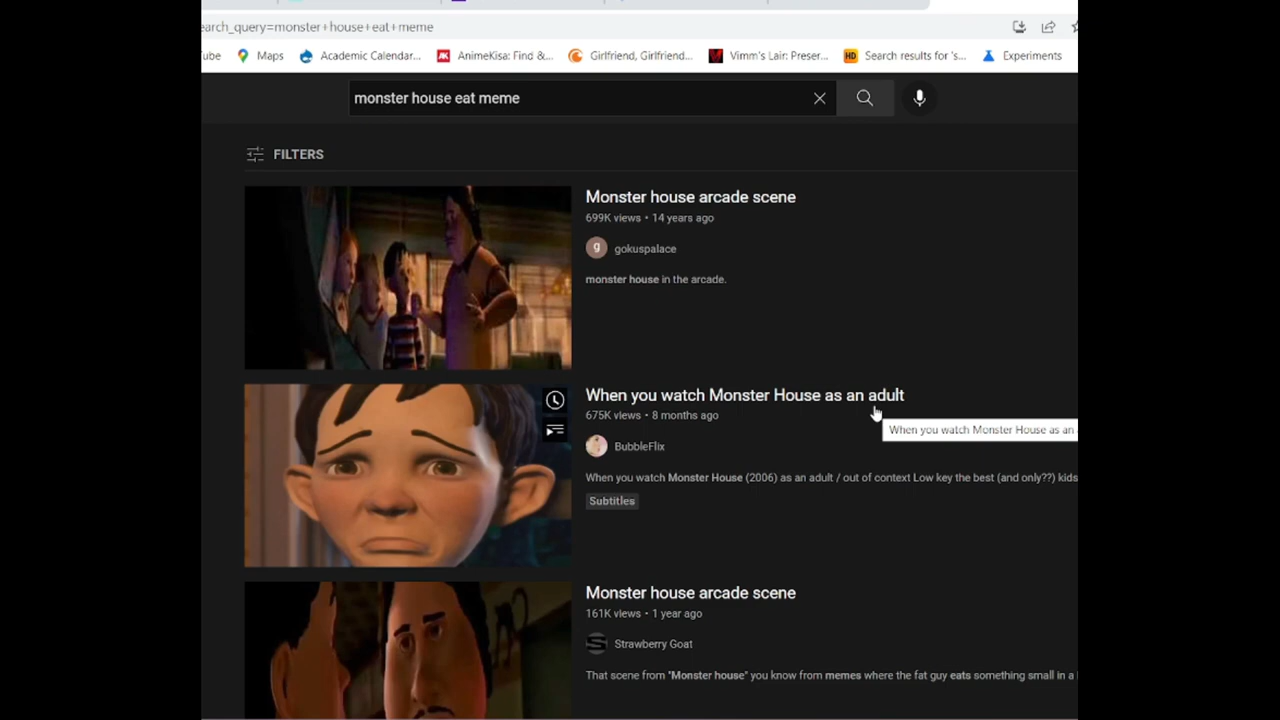 earch_query=monster+house+eat+meme
ube Maps Academic Calendar... AK AnimeKisa: Find &... Girlfriend, Girlfriend... Vimm's Lair: Preser... HD Search results for 's... Experiments
monster house eat meme
FILTERS
Monster house arcade scene
699K views • 14 years ago
g gokuspalace
monster house in the arcade.
When you watch Monster House as an adult
675K views • 8 months ago
When you watch Monster House as an
BubbleFlix
When you watch Monster House (2006) as an adult / out of context Low key the best (and only??) kids
Subtitles
Monster house arcade scene
161K views • 1 year ago
Strawberry Goat
That scene from "Monster house" you know from memes where the fat guy eats something small in a